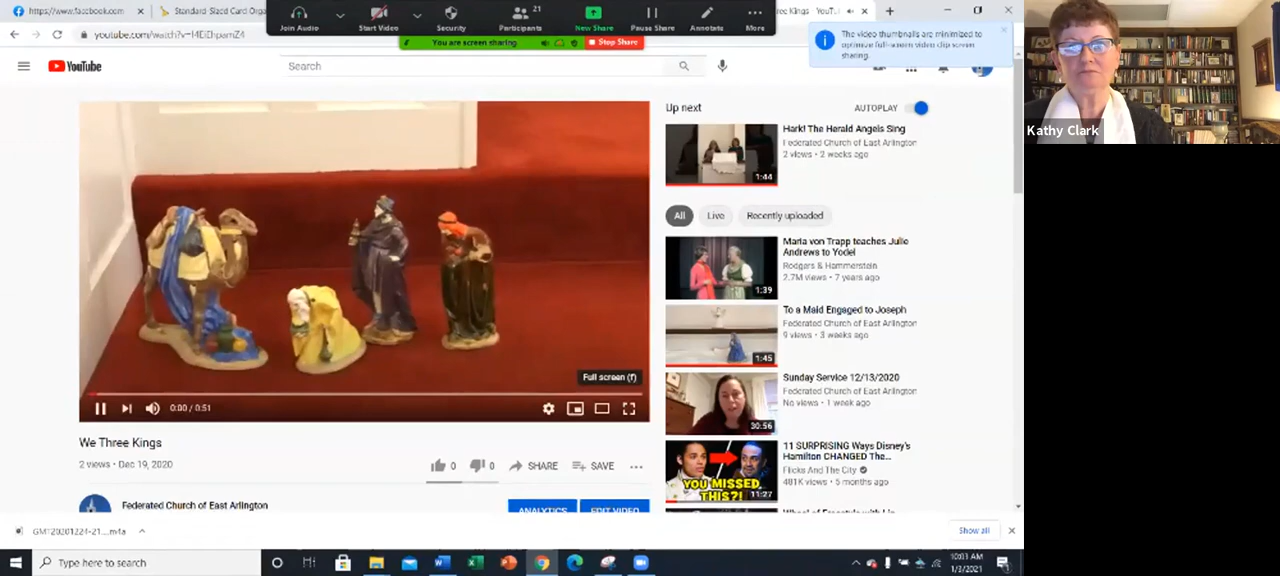 https://www.facebook.com
Standard-Sized Card Orga
ree Kings - YouTu
youtube.com/watch?v=
Join Audio
Start Video
Security
Participants
21
New Share
Pause Share
Annotate
More
You are screen sharing
Stop Share
The video thumbnails are minimized to
optimize full-screen video clip screen
sharing.
YouTube
Search
Kathy Clark
Up next
AUTOPLAY
Hark! The Herald Angels Sing
Federated Church of East Arlington
2 views • 2 weeks ago
1:44
All
Live
Recently uploaded
Maria von Trapp teaches Julie
Andrews to Yodel
Rodgers & Hammerstein
2.7M views • 7 years ago
1:39
To a Maid Engaged to Joseph
Federated Church of East Arlington
9 views • 3 weeks ago
1:45
Sunday Service 12/13/2020
Federated Church of East Arlington
No views • 1 week ago
30:56
11 SURPRISING Ways Disney's
Hamilton CHANGED The...
Flicks And The City
481K views • 5 months ago
YOU MISSED
THIS?!
11:27
Full screen (f)
0:00 / 0:51
We Three Kings
2 views • Dec 19, 2020
0
0
SHARE
SAVE
Federated Church of East Arlington
ANALYTICS
EDIT VIDEO
GMT20201224-21....m4a
Show all
Type here to search
10:03 AM
1/3/2021